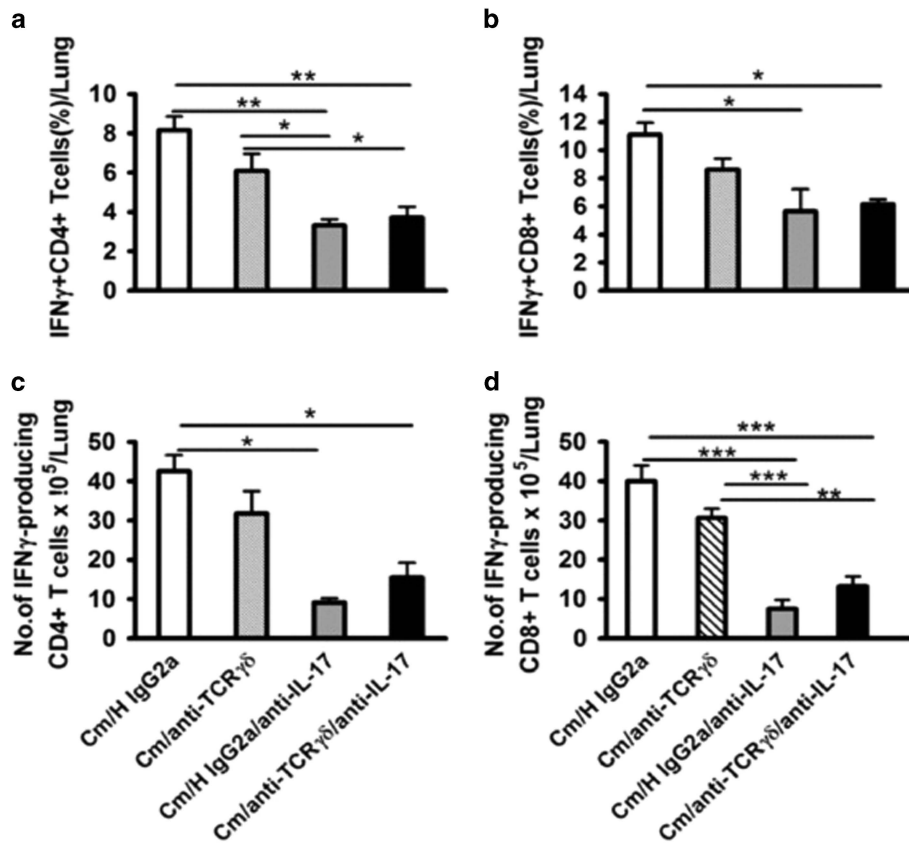 a
**
**
*
*
IFNγ+CD4+ Tcells(%)/Lung
10
8
6
4
2
0
b
*
*
IFNγ+CD8+ Tcells(%)/Lung
14
12
10
8
6
4
2
0
c
*
*
No.of IFNγ-producing
CD4+ T cells x !0⁵/Lung
50
40
30
20
10
0
Cm/H IgG2a
Cm/anti-TCRγδ
Cm/H IgG2a/anti-IL-17
Cm/anti-TCRγδ/anti-IL-17
d
***
***
***
**
No.of IFNγ-producing
CD8+ T cells x 10⁵/Lung
50
40
30
20
10
0
Cm/H IgG2a
Cm/anti-TCRγδ
Cm/H IgG2a/anti-IL-17
Cm/anti-TCRγδ/anti-IL-17